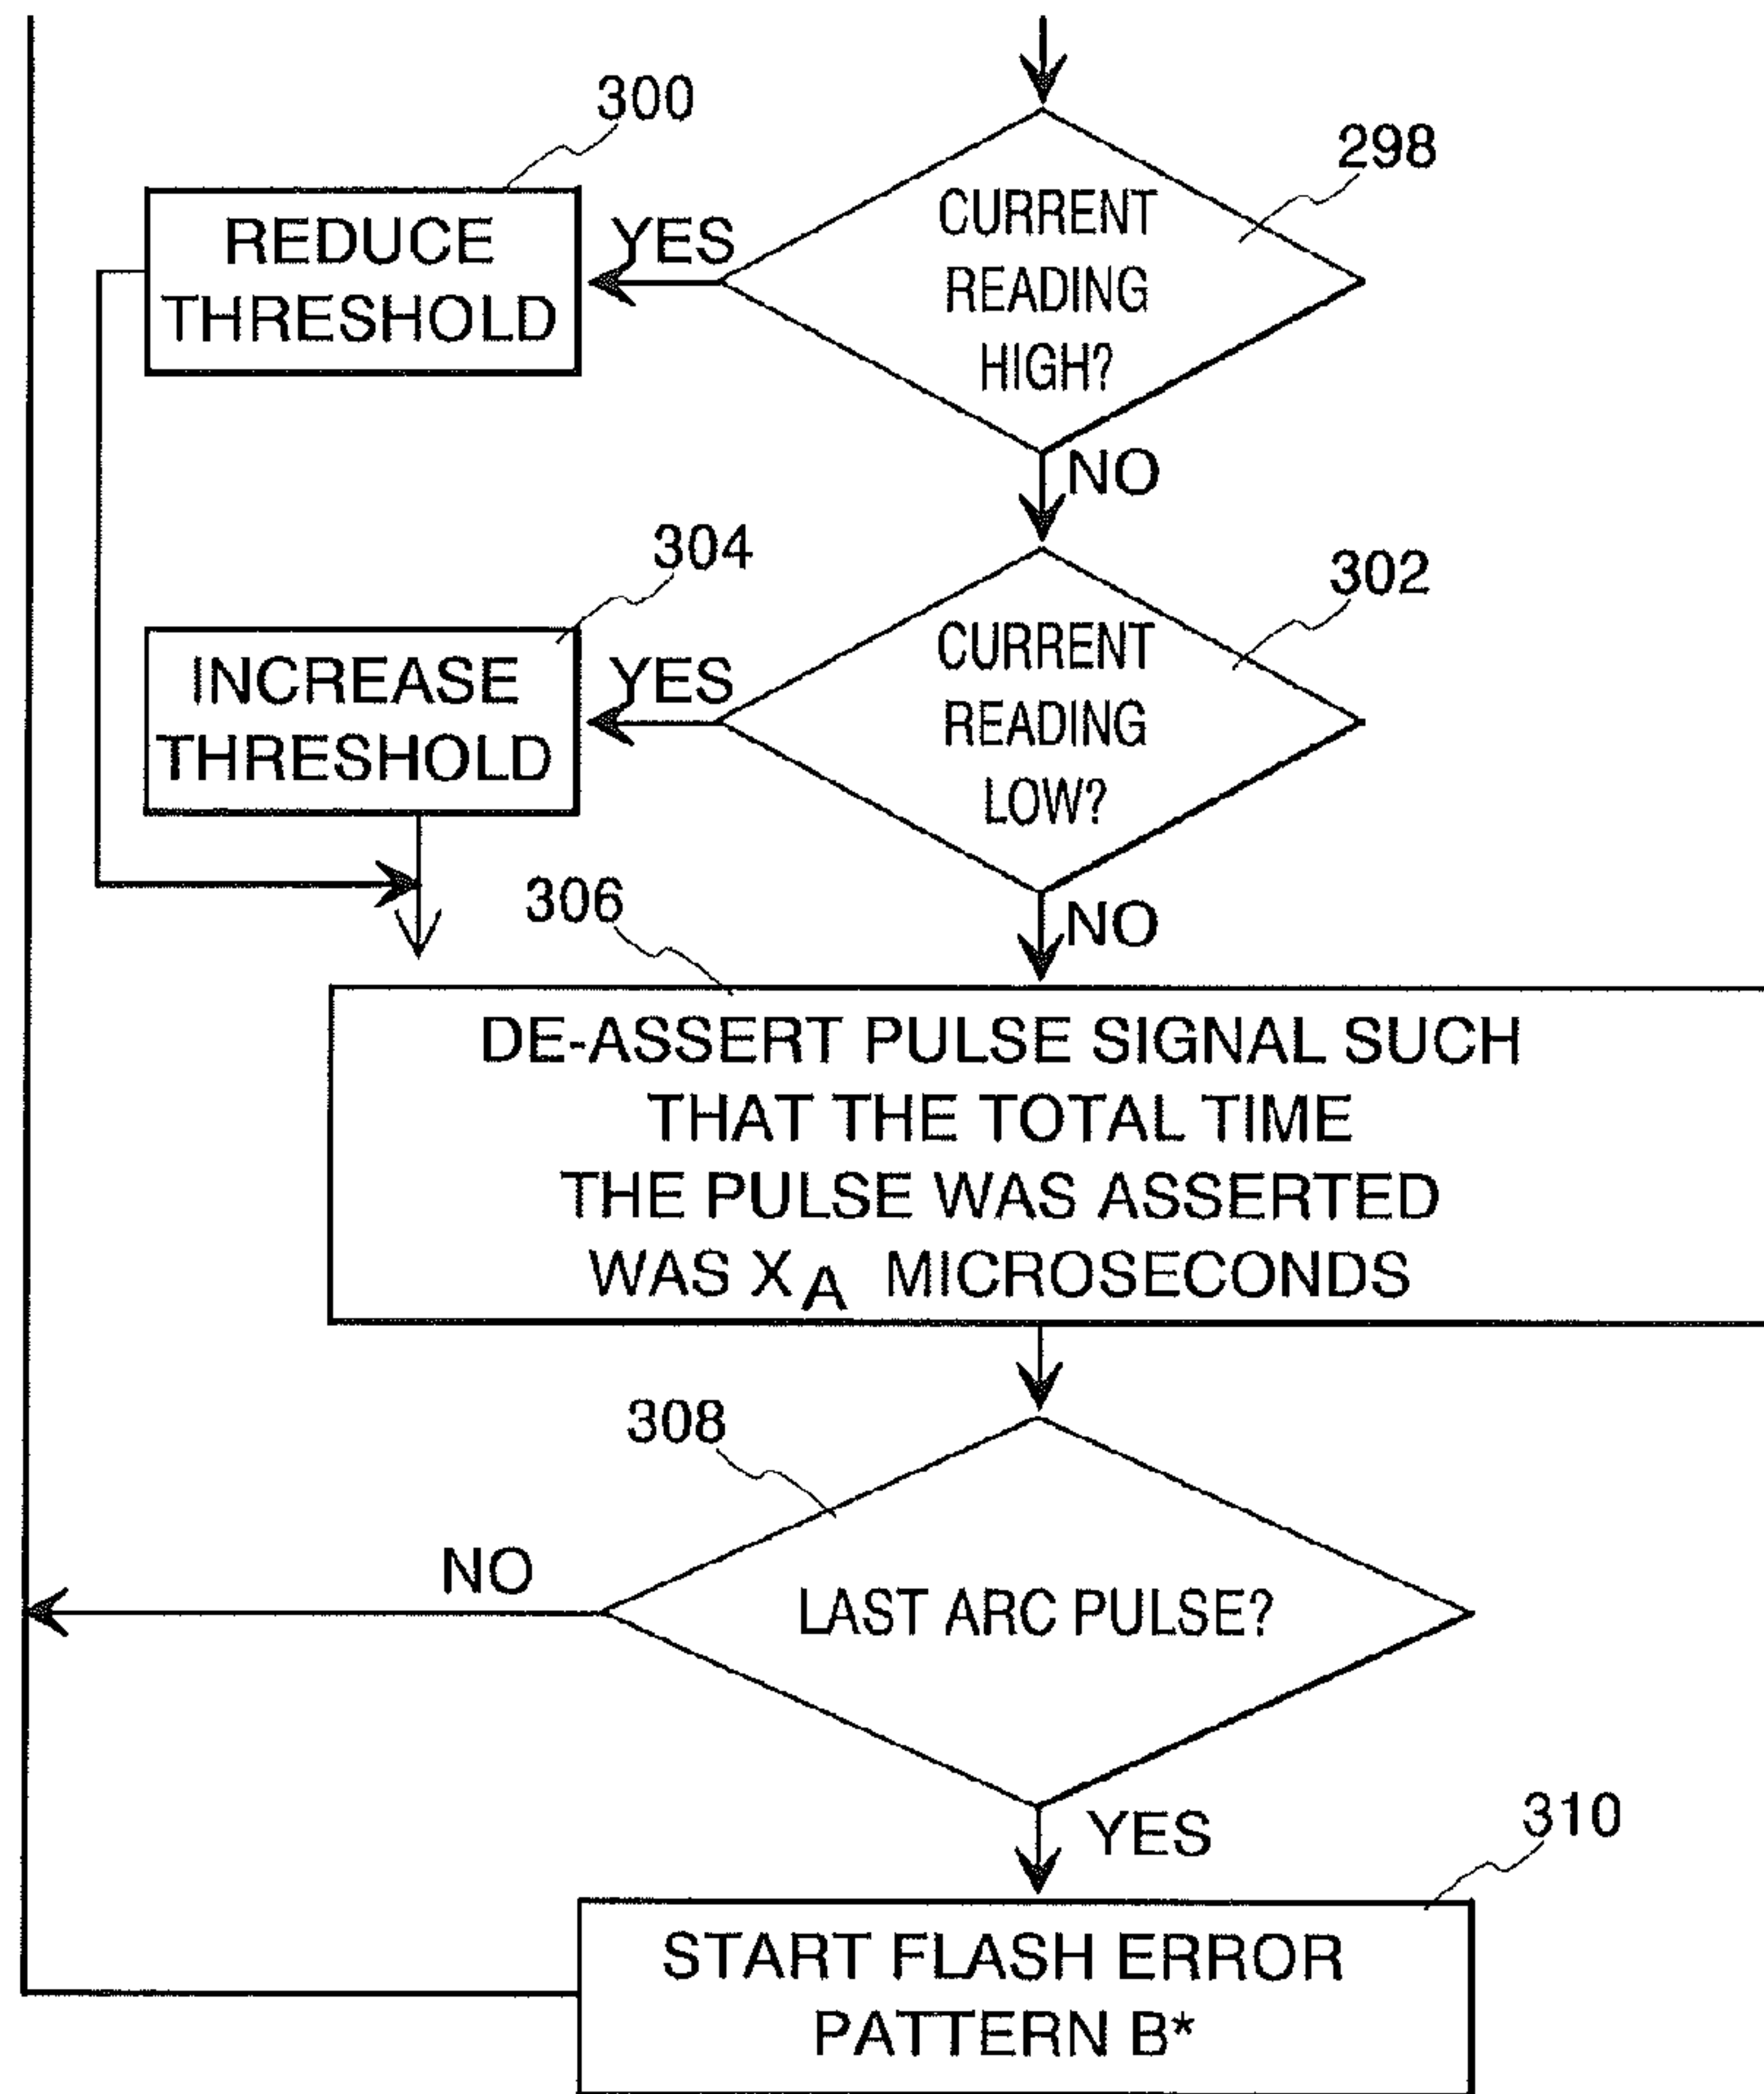 300
298
REDUCE
THRESHOLD
YES
CURRENT
READING
HIGH?
NO
304
302
INCREASE
THRESHOLD
YES
CURRENT
READING
LOW?
306
NO
DE-ASSERT PULSE SIGNAL SUCH
THAT THE TOTAL TIME
THE PULSE WAS ASSERTED
WAS XA MICROSECONDS
308
NO
LAST ARC PULSE?
YES
310
START FLASH ERROR
PATTERN B*